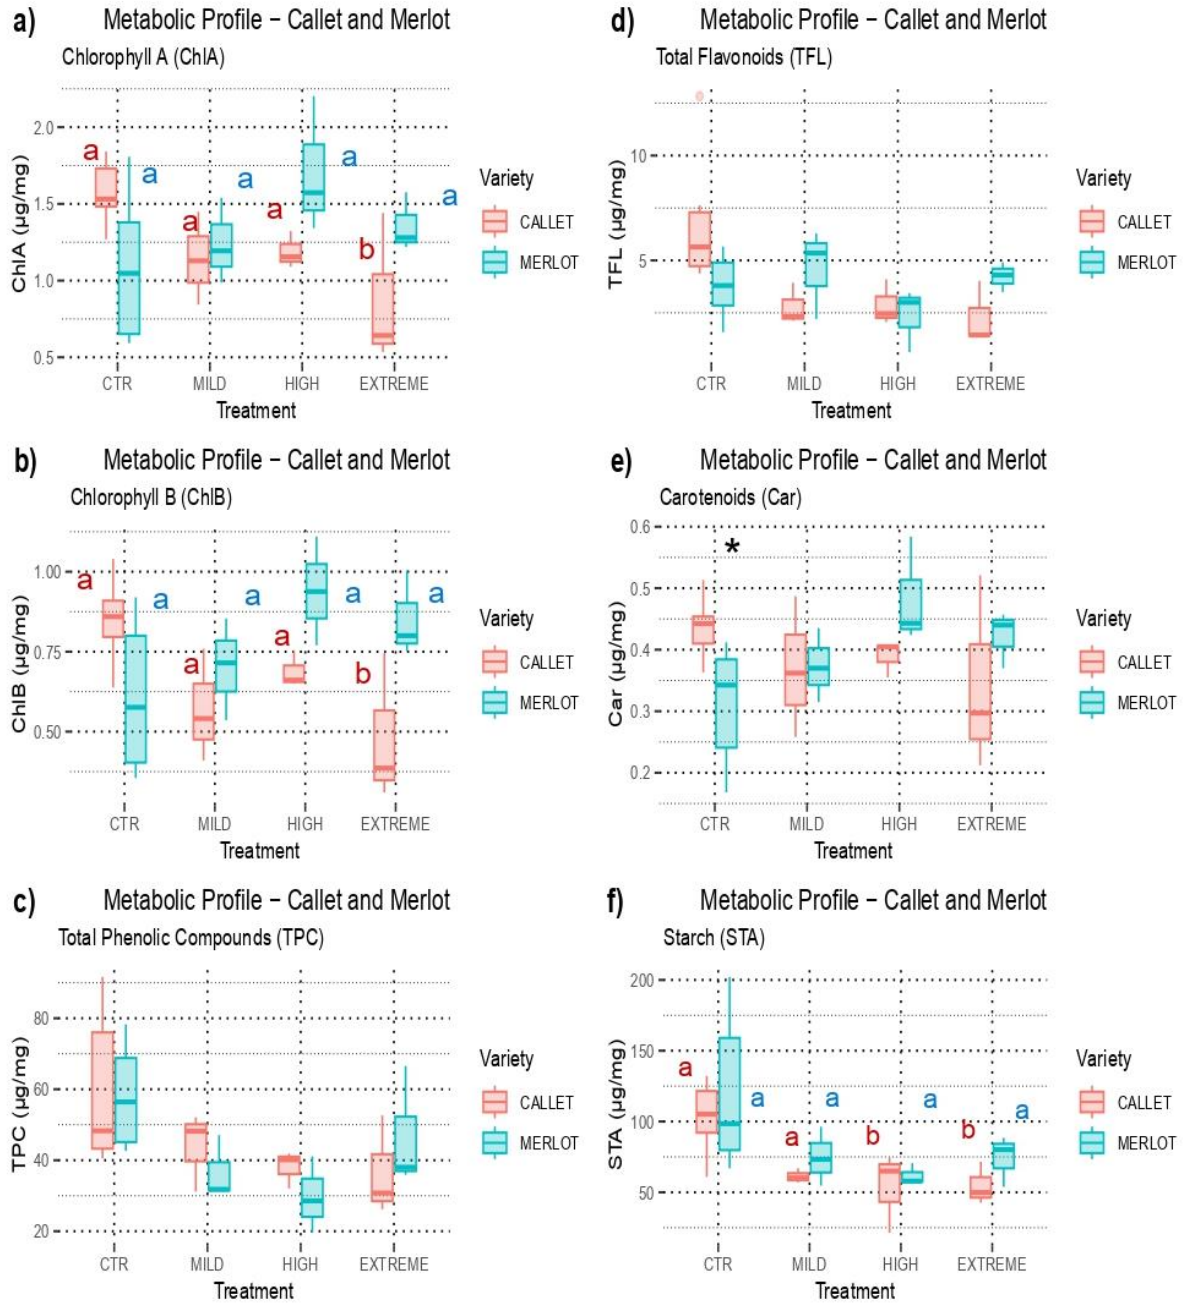 a) Metabolic Profile – Callet and Merlot
Chlorophyll A (ChlA)
ChlA (µg/mg)
2.0
1.5
1.0
0.5
a
a
a
a
a
a
b
a
CTR MILD HIGH EXTREME
Treatment
Variety
CALLET
MERLOT
d) Metabolic Profile – Callet and Merlot
Total Flavonoids (TFL)
TFL (µg/mg)
10
5
CTR MILD HIGH EXTREME
Treatment
Variety
CALLET
MERLOT
b) Metabolic Profile – Callet and Merlot
Chlorophyll B (ChlB)
ChlB (µg/mg)
1.00
0.75
0.50
a
a
a
a
a
a
b
a
CTR MILD HIGH EXTREME
Treatment
Variety
CALLET
MERLOT
e) Metabolic Profile – Callet and Merlot
Carotenoids (Car)
Car (µg/mg)
0.6
0.5
0.4
0.3
0.2
*
CTR MILD HIGH EXTREME
Treatment
Variety
CALLET
MERLOT
c) Metabolic Profile – Callet and Merlot
Total Phenolic Compounds (TPC)
TPC (µg/mg)
80
60
40
20
CTR MILD HIGH EXTREME
Treatment
Variety
CALLET
MERLOT
f) Metabolic Profile – Callet and Merlot
Starch (STA)
STA (µg/mg)
200
150
100
50
a
a
a
a
b
a
b
a
CTR MILD HIGH EXTREME
Treatment
Variety
CALLET
MERLOT